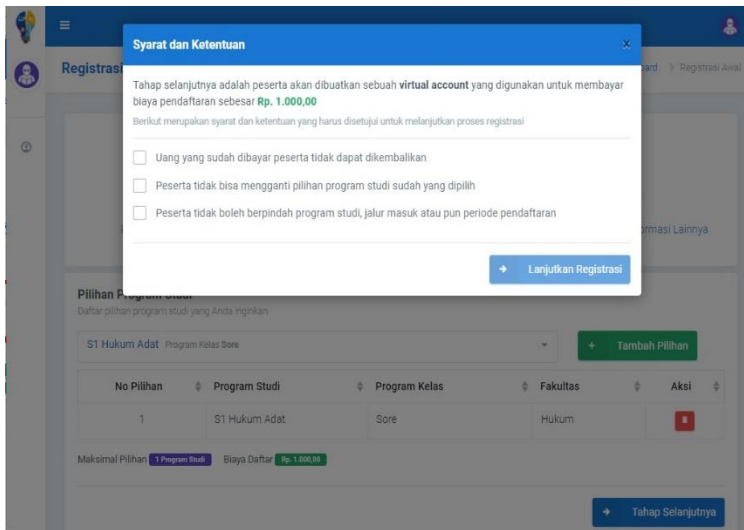 Syarat dan Ketentuan
x
Registrasi
> Registrasi Awal
Tahap selanjutnya adalah peserta akan dibuatkan sebuah virtual account yang digunakan untuk membayar
biaya pendaftaran sebesar Rp. 1.000,00
Berikut merupakan syarat dan ketentuan yang harus disetujui untuk melanjutkan proses registrasi
Uang yang sudah dibayar peserta tidak dapat dikembalikan
Peserta tidak bisa mengganti pilihan program studi sudah yang dipilih
Peserta tidak boleh berpindah program studi, jalur masuk atau pun periode pendaftaran
Lainnya
Lanjutkan Registrasi
Daftar pilihan program studi yang Anda inginkan
S1 Hukum Adat Program Kelas Sore
+ Tambah Pilihan
No Pilihan Program Studi Program Kelas Fakultas Aksi
1 S1 Hukum Adat Sore Hukum
Maksimal Pilihan 1 Program Studi Biaya Daftar Rp. 1.000,00
Tahap Selanjutnya